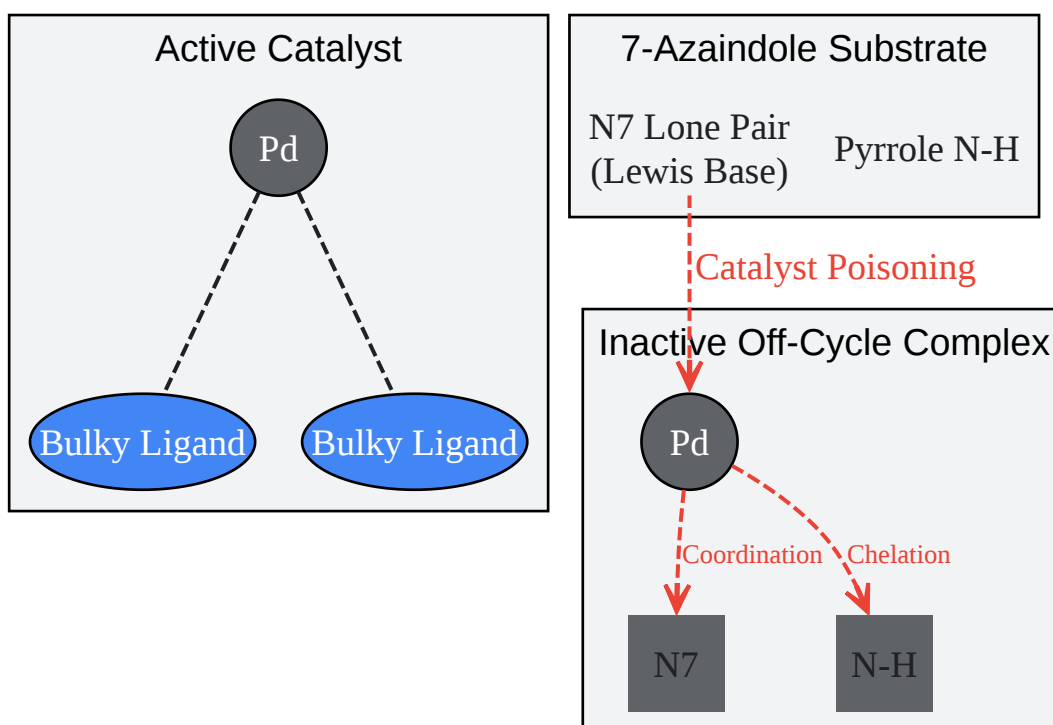 Active Catalyst
Pd
Bulky Ligand
Bulky Ligand
7-Azaindole Substrate
N7 Lone Pair
(Lewis Base)
Pyrrole N-H
Catalyst Poisoning
Inactive Off-Cycle Complex
Pd
Coordination
Chelation
N7
N-H